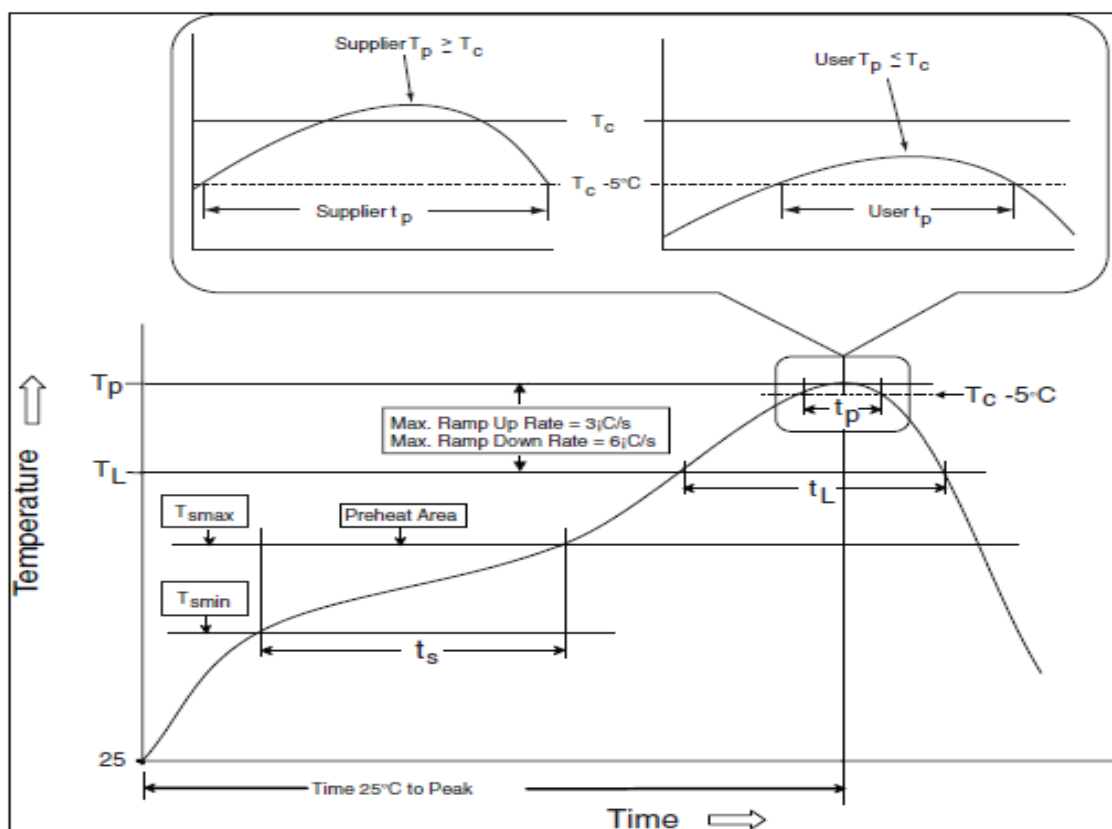 Supplier Tp ≥ Tc
User Tp ≤ Tc
Tc
Tc -5°C
Supplier tp
User tp
Tp
Tc -5°C
tp
Max. Ramp Up Rate = 3¡C/s
Max. Ramp Down Rate = 6¡C/s
TL
tL
Tsmax
Preheat Area
Tsmin
ts
Temperature
25
Time 25°C to Peak
Time